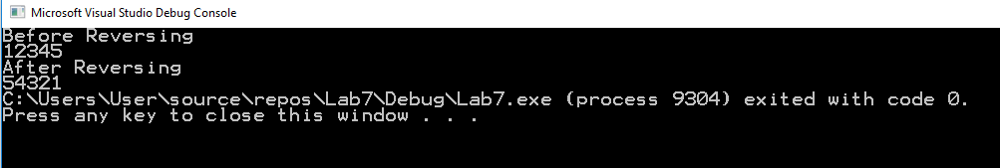 Microsoft Visual Studio Debug Console
Before Reversing
12345
After Reversing
54321
C:\Users\User\source\repos\Lab7\Debug\Lab7.exe (process 9304) exited with code 0.
Press any key to close this window . . .